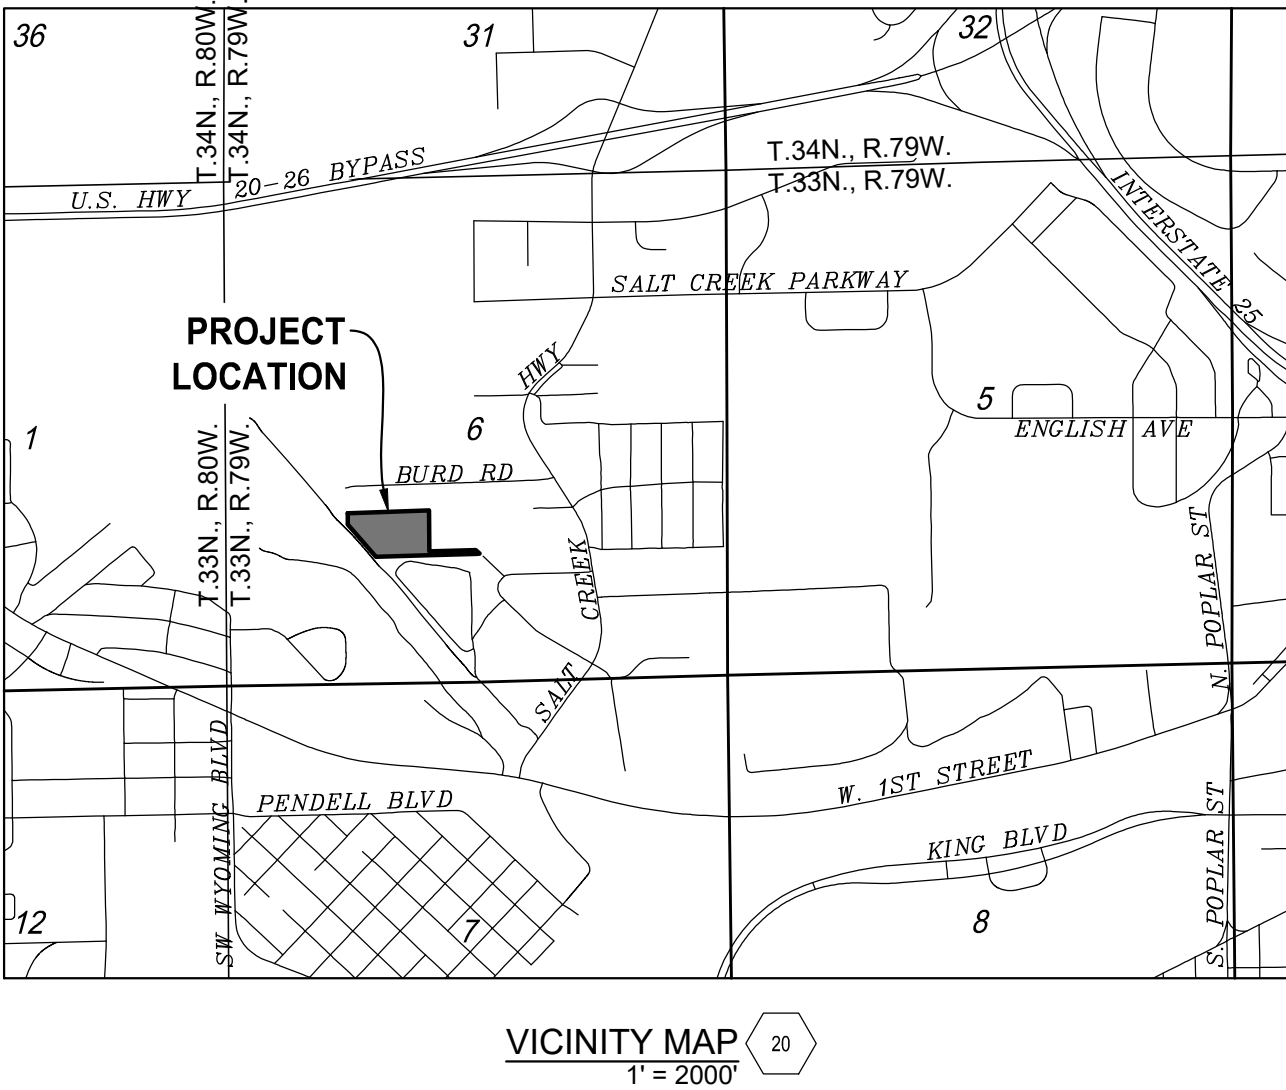 36
31
32
T.34N., R.80W.
T.34N., R.79W.
T.34N., R.79W.
T.33N., R.79W.
U.S. HWY 20-26 BYPASS
INTERSTATE 25
SALT CREEK PARKWAY
PROJECT
LOCATION
HWY
1
6
5
ENGLISH AVE
T.33N., R.80W.
T.33N., R.79W.
BURD RD
CREEK
SALT
N. POPLAR ST
SW WYOMING BLVD
PENDELL BLVD
W. 1ST STREET
KING BLVD
S. POPLAR ST
12
7
8
VICINITY MAP
20
1' = 2000'